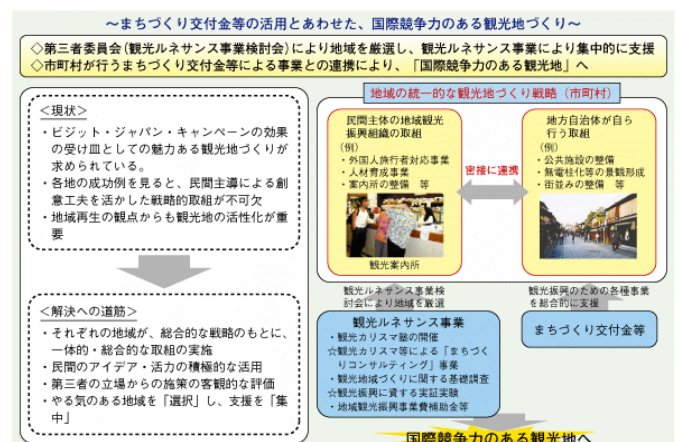 ～まちづくり交付金等の活用とあわせた、国際競争力のある観光地づくり～
◇第三者委員会（観光ルネサンス事業検討会）により地域を厳選し、観光ルネサンス事業により集中的に支援
◇市町村が行うまちづくり交付金等による事業との連携により、「国際競争力のある観光地」へ
＜現状＞
・ビジット・ジャパン・キャンペーンの効果
の受け皿としての魅力ある観光地づくりが
求められている。
・各地の成功例を見ると、民間主導による創
意工夫を活かした戦略的取組が不可欠
・地域再生の観点からも観光地の活性化が重
要
＜解決への道筋＞
・それぞれの地域が、総合的な戦略のもとに、
一体的・総合的な取組の実施
・民間のアイデア・活力の積極的な活用
・第三者の立場からの施策の客観的な評価
・やる気のある地域を「選択」し、支援を「集
中」
地域の統一的な観光地づくり戦略（市町村）
民間主体の地域観光
振興組織の取組
（例）
・外国人旅行者対応事業
・人材育成事業
・案内所の整備　等
観光案内所
密接に連携
地方自治体が自ら
行う取組
（例）
・公共施設の整備
・無電柱化等の景観形成
・街並みの整備　等
観光ルネサンス事業検
討会により地域を厳選
観光振興のための各種事業
を総合的に支援
観光ルネサンス事業
・観光カリスマ塾の開催
☆観光カリスマ等による「まちづく
りコンサルティング」事業
・観光地域づくりに関する基礎調査
☆観光振興に資する実証実験
・地域観光振興事業費補助金等
まちづくり交付金等
国際競争力のある観光地へ